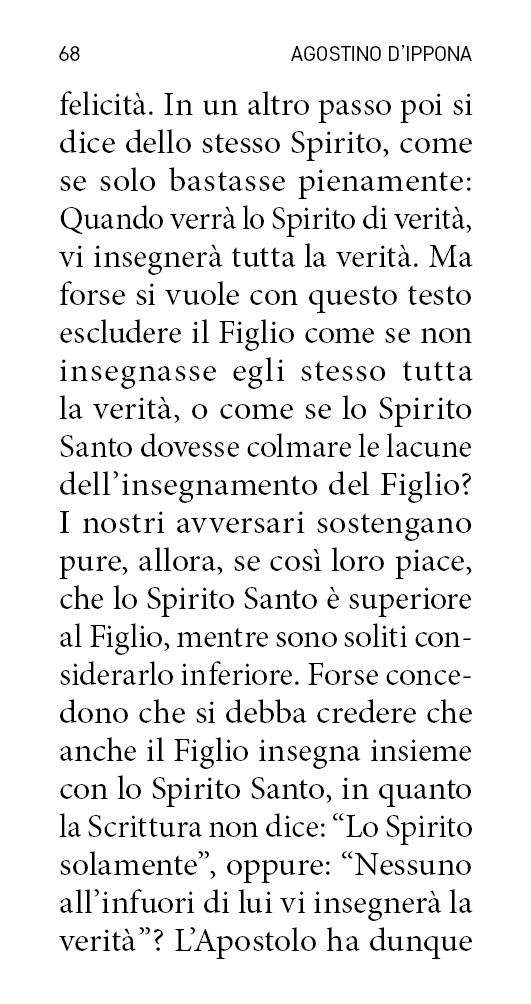 68 AGOSTINO D’IPPONA
felicità. In un altro passo poi si
dice dello stesso Spirito, come
se solo bastasse pienamente:
Quando verrà lo Spirito di verità,
vi insegnerà tutta la verità. Ma
forse si vuole con questo testo
escludere il Figlio come se non
insegnasse egli stesso tutta
la verità, o come se lo Spirito
Santo dovesse colmare le lacune
dell’insegnamento del Figlio?
I nostri avversari sostengano
pure, allora, se così loro piace,
che lo Spirito Santo è superiore
al Figlio, mentre sono soliti con-
siderarlo inferiore. Forse conce-
dono che si debba credere che
anche il Figlio insegna insieme
con lo Spirito Santo, in quanto
la Scrittura non dice: “Lo Spirito
solamente”, oppure: “Nessuno
all’infuori di lui vi insegnerà la
verità”? L’Apostolo ha dunque